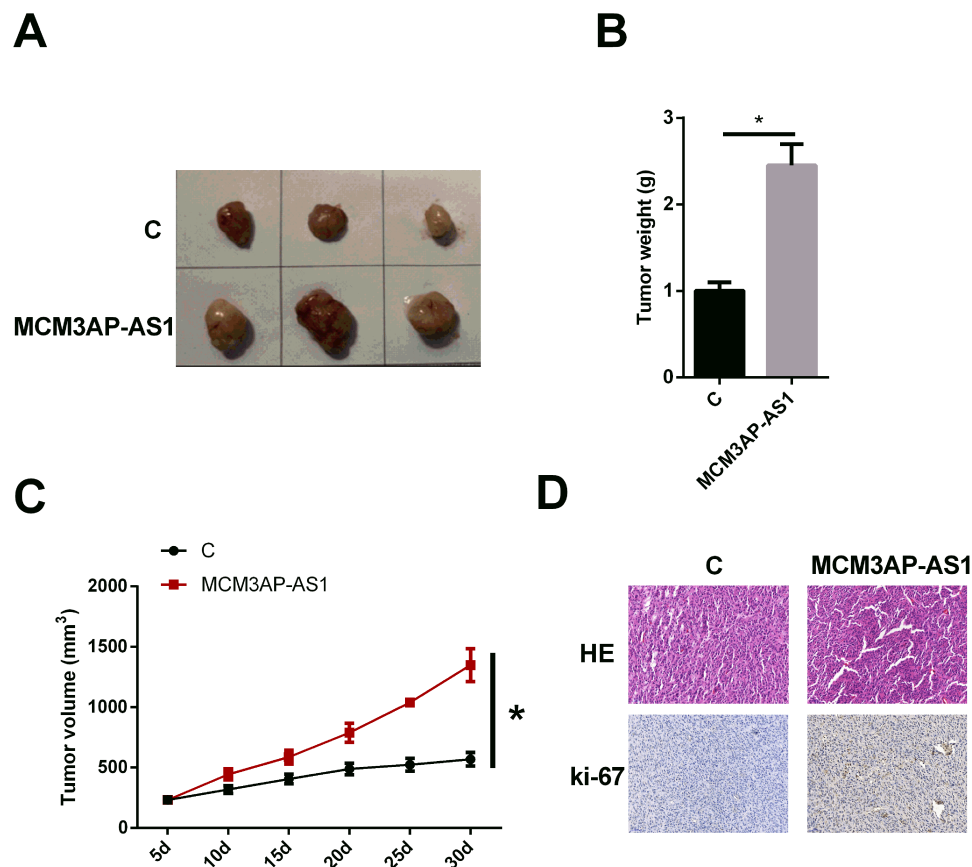 A
C
MCM3AP-AS1
B
Tumor weight (g)
3
2
1
0
*
C
MCM3AP-AS1
C
C
MCM3AP-AS1
Tumor volume (mm³)
2000
1500
1000
500
0
5d
10d
15d
20d
25d
30d
*
D
C
MCM3AP-AS1
HE
ki-67